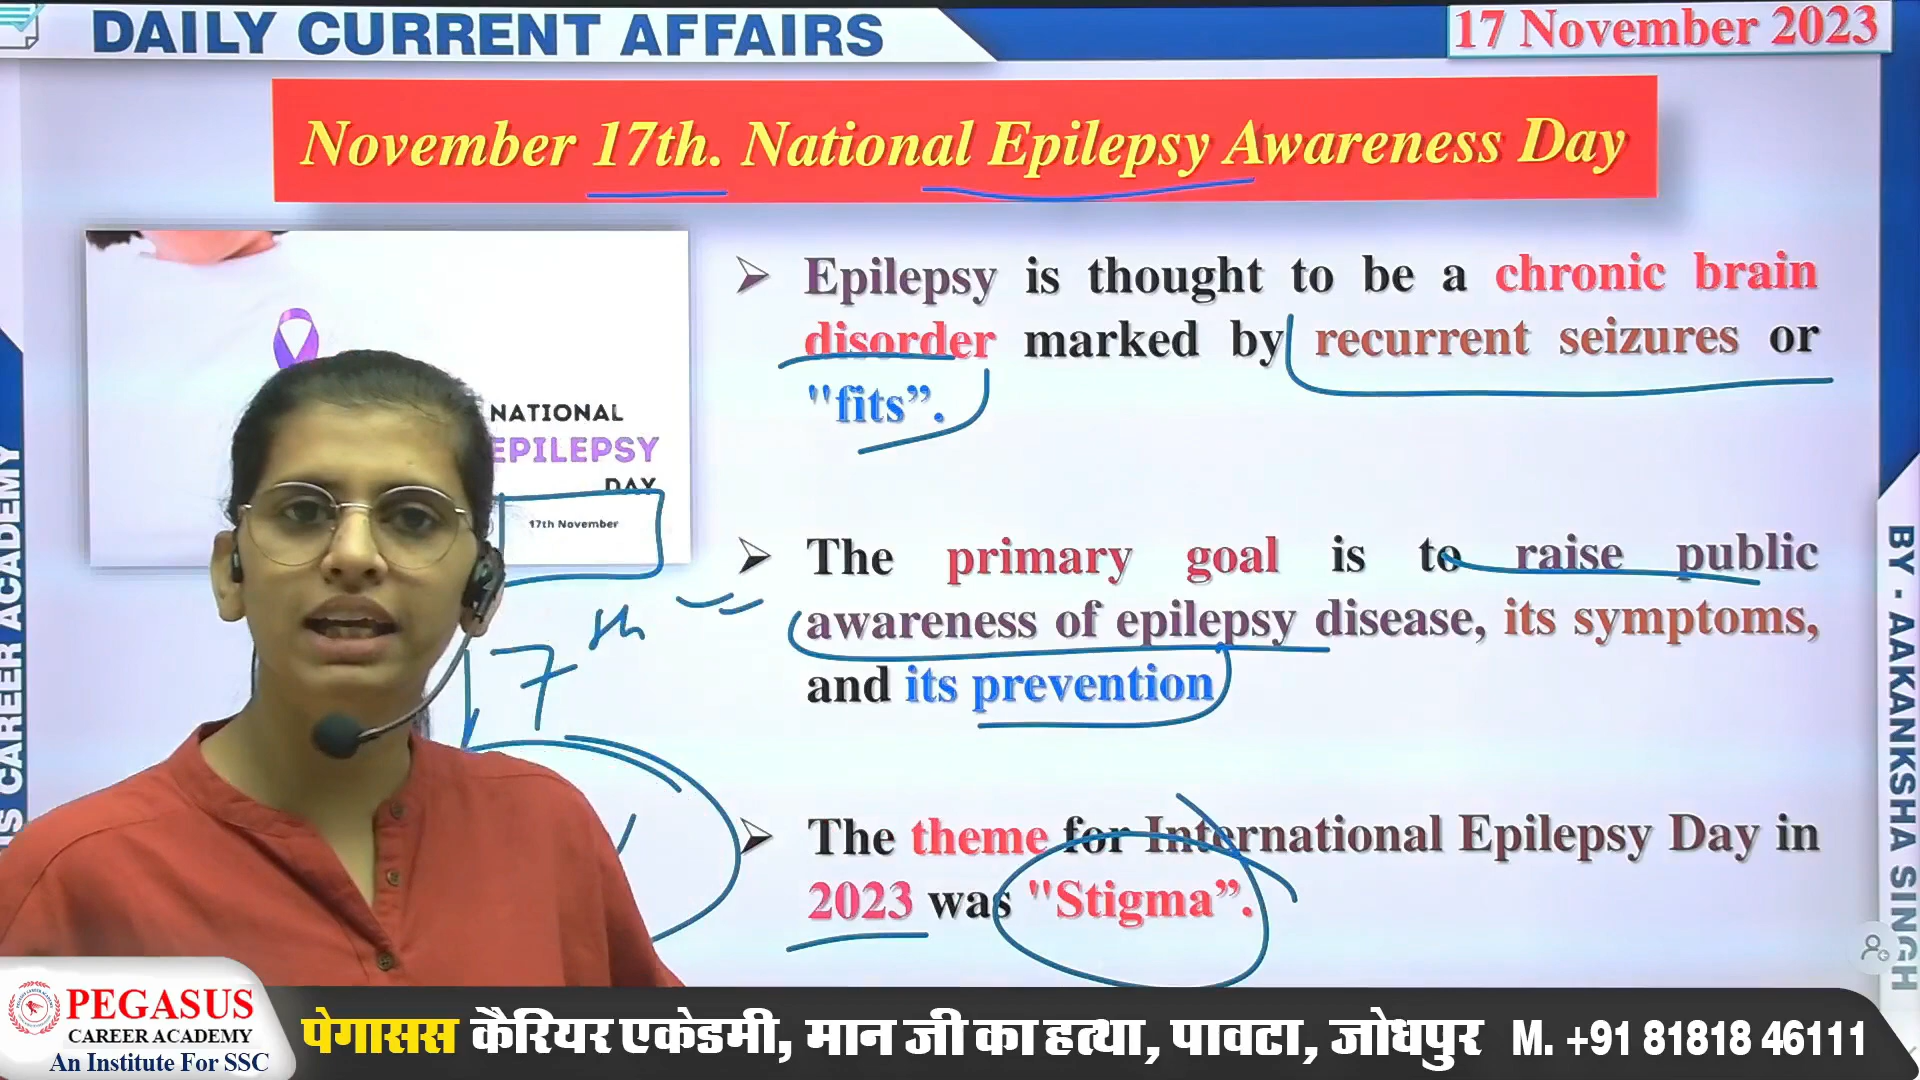 DAILY CURRENT AFFAIRS
17 November 2023
November 17th. National Epilepsy Awareness Day
NATIONAL
EPILEPSY
DAY
17th November
17th
Epilepsy is thought to be a chronic brain
disorder marked by recurrent seizures or
"fits”.
The primary goal is to raise public
awareness of epilepsy disease, its symptoms,
and its prevention
The theme for International Epilepsy Day in
2023 was "Stigma”.
CAREER ACADEMY
BY - AAKANKSHA SINGH
PEGASUS
CAREER ACADEMY
An Institute For SSC
पेगासस कैरियर एकेडमी, मान जी का हत्था, पावटा, जोधपुर M. +91 81818 46111